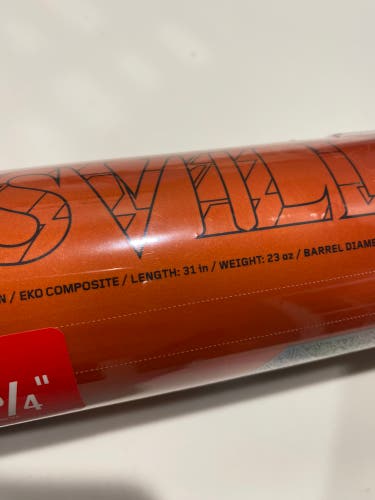 SVILL
N / EKO COMPOSITE / LENGTH: 31 in / WEIGHT: 23 oz / BARREL DIAME
/4"